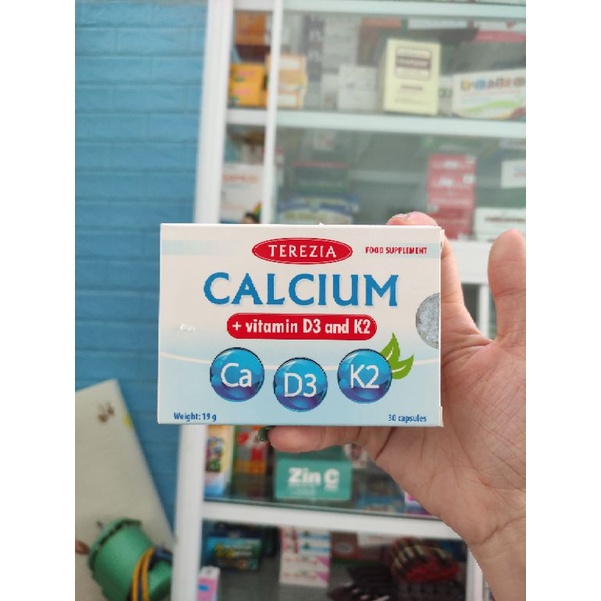 TEREZIA
FOOD SUPPLEMENT
CALCIUM
+ vitamin D3 and K2
Ca
D3
K2
Weight: 19 g
30 capsules
Zin C